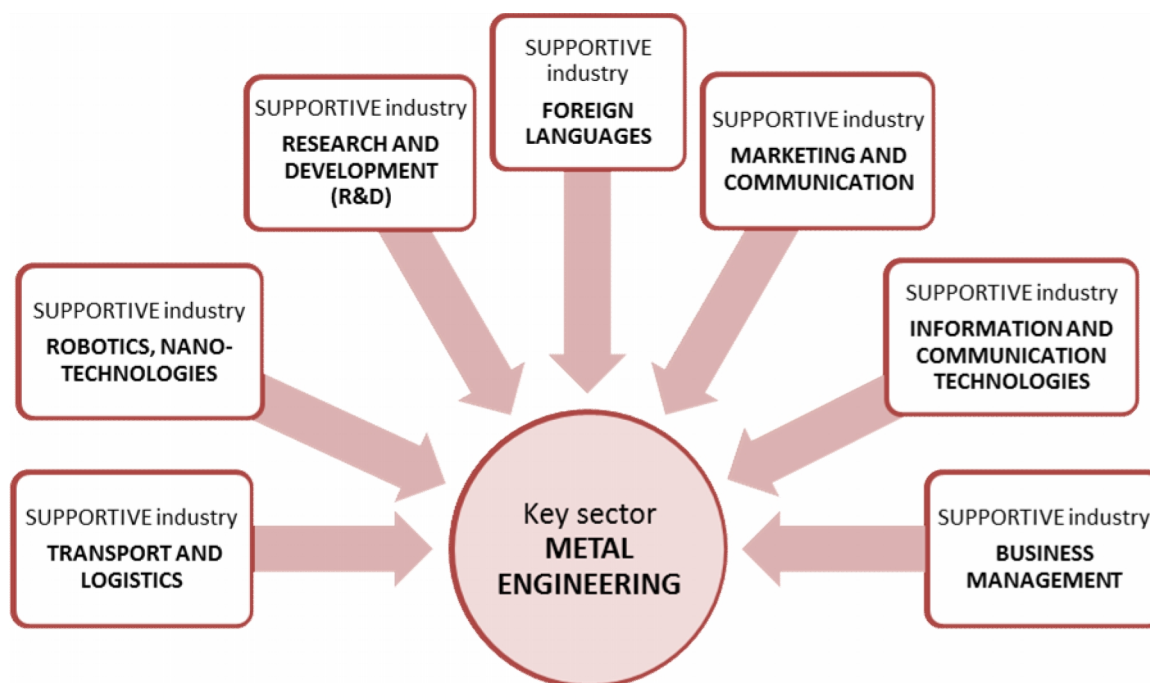 SUPPORTIVE
industry
FOREIGN
LANGUAGES
SUPPORTIVE industry
RESEARCH AND
DEVELOPMENT
(R&D)
SUPPORTIVE industry
MARKETING AND
COMMUNICATION
SUPPORTIVE industry
ROBOTICS, NANO-
TECHNOLOGIES
SUPPORTIVE industry
INFORMATION AND
COMMUNICATION
TECHNOLOGIES
SUPPORTIVE industry
TRANSPORT AND
LOGISTICS
Key sector
METAL
ENGINEERING
SUPPORTIVE industry
BUSINESS
MANAGEMENT